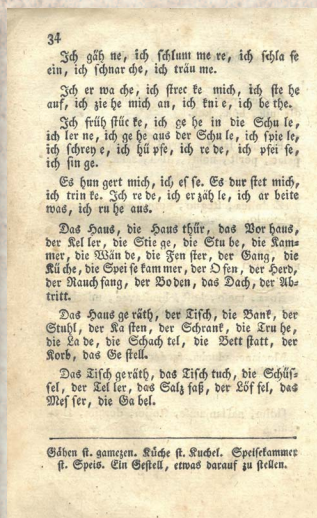 34
Ich gäh ne, ich schlum me re, ich schla fe
ein, ich schnar che, ich träu me.
Ich er wa che, ich strec ke mich, ich ste he
auf, ich zie he mich an, ich kni e, ich be the.
Ich früh stüc ke, ich ge he in die Schu le,
ich ler ne, ich ge he aus der Schu le, ich spie le,
ich schrey e, ich hü pfe, ich re de, ich pfei fe,
ich sin ge.
Es hun gert mich, ich es se. Es dur stet mich,
ich trin ke. Ich re de, ich er zäh le, ich ar beite
was, ich ru he aus.
Das Haus, die Haus thür, das Vor haus,
der Kel ler, die Stie ge, die Stu be, die Kam-
mer, die Wän de, die Fen ster, der Gang, die
Kü che, die Spei se kam mer, der O fen, der Herd,
der Rauch fang, der Bo den, das Dach, der Ab-
tritt.
Das Haus ge räth, der Tisch, die Bank, der
Stuhl, der Ka sten, der Schrank, die Tru he,
die La de, die Schach tel, die Bett statt, der
Korb, das Ge stell.
Das Tisch ge räth, das Tisch tuch, die Schüs-
sel, der Tel ler, das Salz faß, der Löf fel, das
Mes ser, die Ga bel.
Gähen st. gamezen. Küche st. Kuchel. Speisekammer
st. Speis. Ein Gestell, etwas darauf zu stellen.